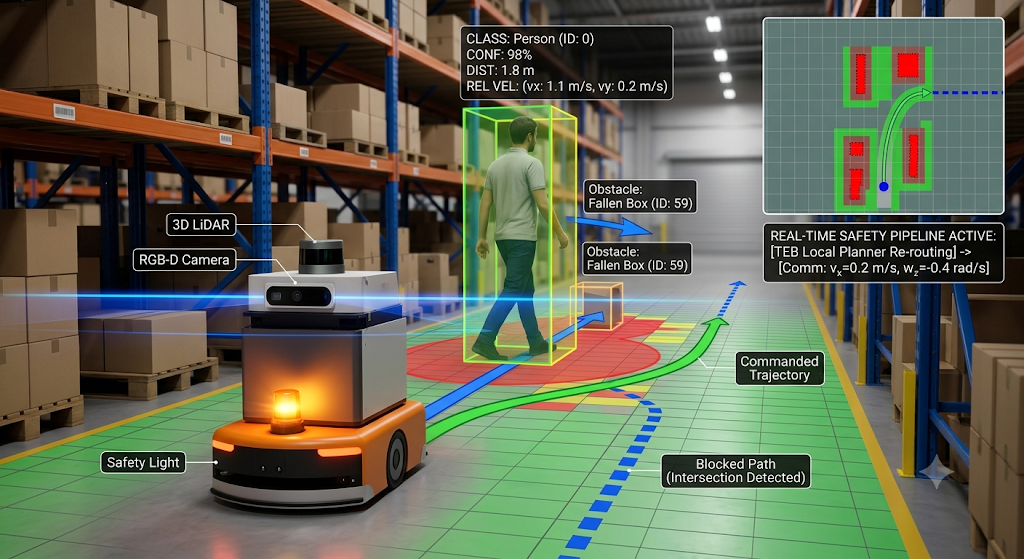 CLASS: Person (ID: 0)
CONF: 98%
DIST: 1.8 m
REL VEL: (vx: 1.1 m/s, vy: 0.2 m/s)
Obstacle:
Fallen Box (ID: 59)
3D LiDAR
RGB-D Camera
Obstacle:
Fallen Box (ID: 59)
REAL-TIME SAFETY PIPELINE ACTIVE:
[TEB Local Planner Re-routing] ->
[Comm: vₓ=0.2 m/s, w_z=-0.4 rad/s]
Commanded
Trajectory
Safety Light
Blocked Path
(Intersection Detected)